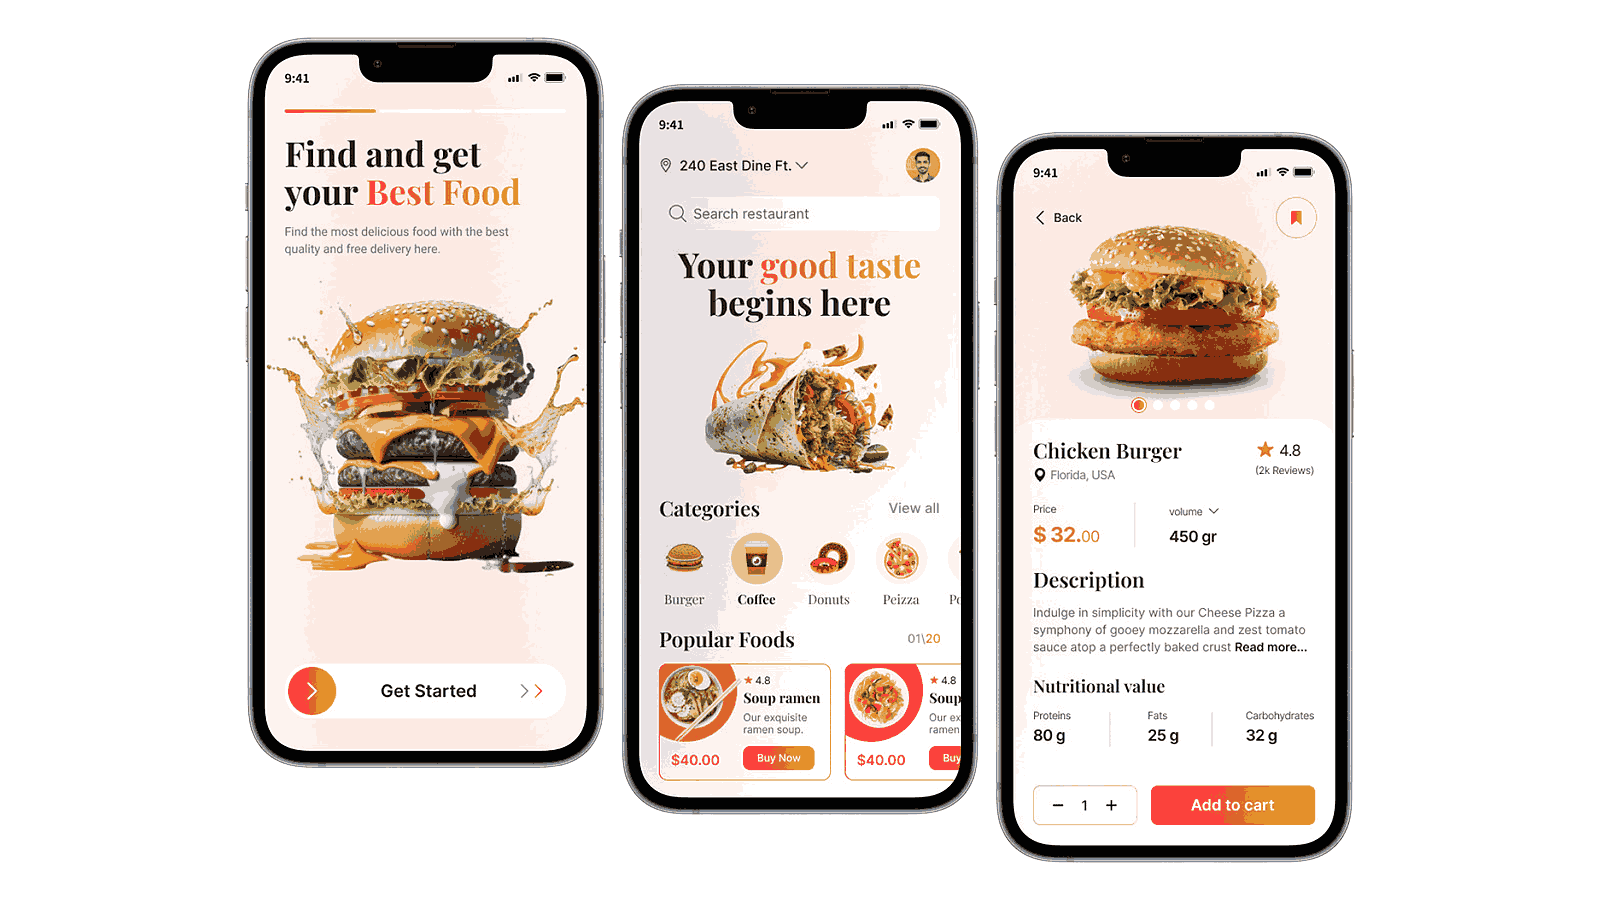 9:41
Find and get
your Best Food
Find the most delicious food with the best
quality and free delivery here.
Get Started
9:41
240 East Dine Ft.
Search restaurant
Your good taste
begins here
Categories
View all
Burger
Coffee
Donuts
Peizza
Popular Foods
01\20
4.8
Soup ramen
Our exquisite
ramen soup.
$40.00
Buy Now
4.8
Soup
Our ex
ramen
$40.00
Buy
9:41
Back
Chicken Burger
4.8
Florida, USA
(2k Reviews)
Price
volume
$ 32.00
450 gr
Description
Indulge in simplicity with our Cheese Pizza a
symphony of gooey mozzarella and zest tomato
sauce atop a perfectly baked crust Read more...
Nutritional value
Proteins
Fats
Carbohydrates
80 g
25 g
32 g
1
Add to cart